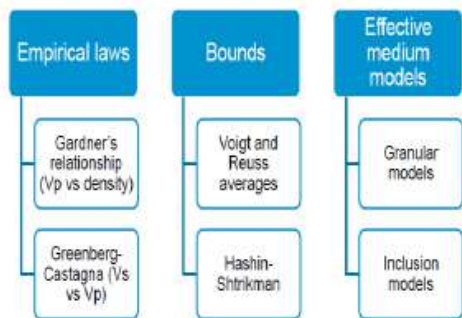 Empirical laws
Gardner's
relationship
(Vp vs density)
Greenberg-
Castagna (Vs
vs Vp)
Bounds
Voigt and
Reuss
averages
Hashin-
Shtrikman
Effective
medium
models
Granular
models
Inclusion
models